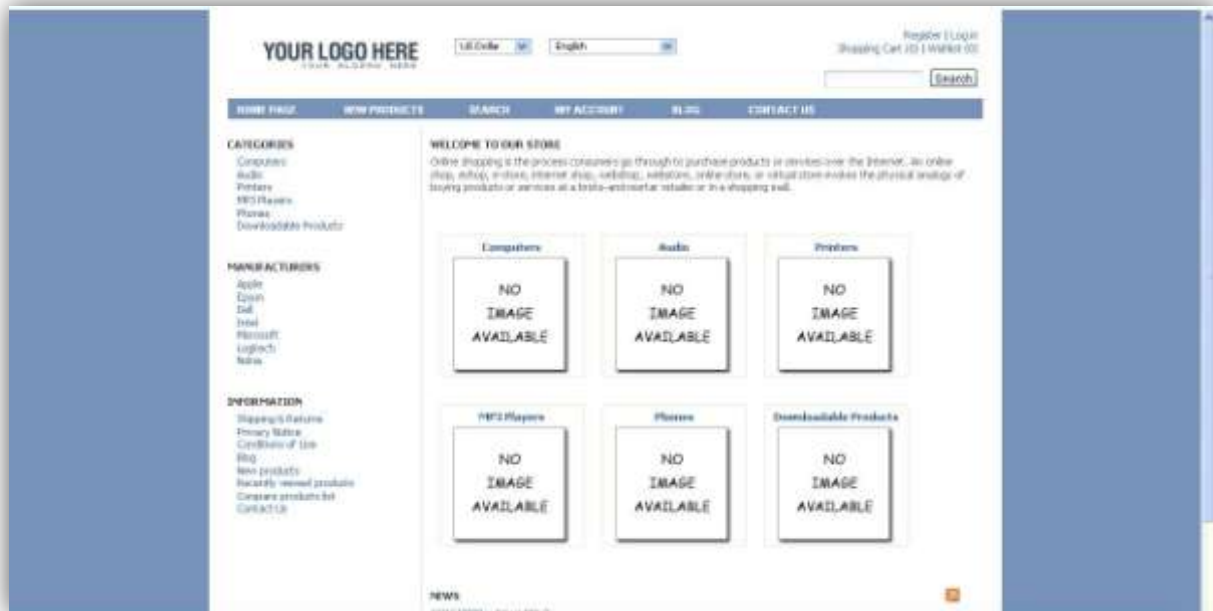 YOUR LOGO HERE
US Dollar
English
Register | Log in
Shopping Cart (0) | Wishlist (0)
Search
HOME PAGE NEW PRODUCTS SEARCH MY ACCOUNT BLOG CONTACT US
CATEGORIES
Computers
Audio
Printers
MP3 Players
Phones
Downloadable Products
MANUFACTURERS
Apple
Epson
Dell
Intel
Microsoft
Logitech
Nokia
INFORMATION
Shipping & Returns
Privacy Notice
Conditions of Use
Blog
New products
Recently viewed products
Compare products list
Contact Us
WELCOME TO OUR STORE
Online shopping is the process consumers go through to purchase products or services over the Internet. An online
shop, eshop, e-store, internet shop, webshop, webstore, online store, or virtual store evokes the physical analogy of
buying products or services at a bricks-and-mortar retailer or in a shopping mall.
Computers
NO
IMAGE
AVAILABLE
Audio
NO
IMAGE
AVAILABLE
Printers
NO
IMAGE
AVAILABLE
MP3 Players
NO
IMAGE
AVAILABLE
Phones
NO
IMAGE
AVAILABLE
Downloadable Products
NO
IMAGE
AVAILABLE
NEWS